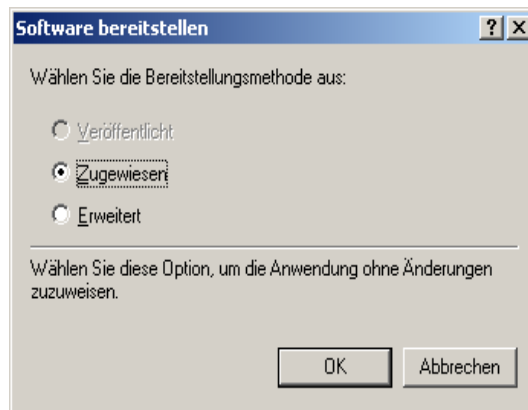 Software bereitstellen
Wählen Sie die Bereitstellungsmethode aus:
Veröffentlicht
Zugewiesen
Erweitert
Wählen Sie diese Option, um die Anwendung ohne Änderungen
zuzuweisen.
OK Abbrechen